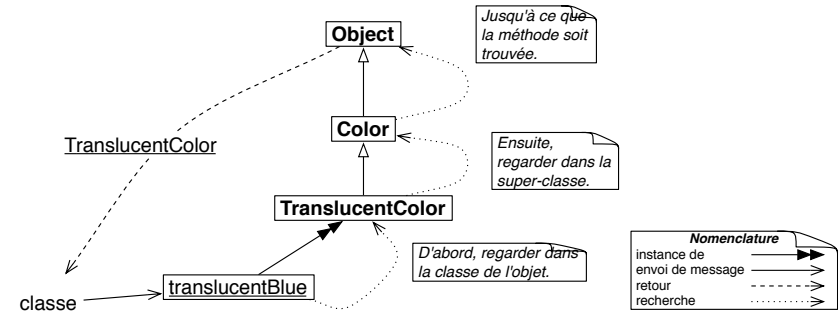 Object
Jusqu'à ce que
la méthode soit
trouvée.
Color
TranslucentColor
Ensuite,
regarder dans la
super-classe.
TranslucentColor
D'abord, regarder dans
la classe de l'objet.
Nomenclature
instance de
envoi de message
retour
recherche
translucentBlue
classe